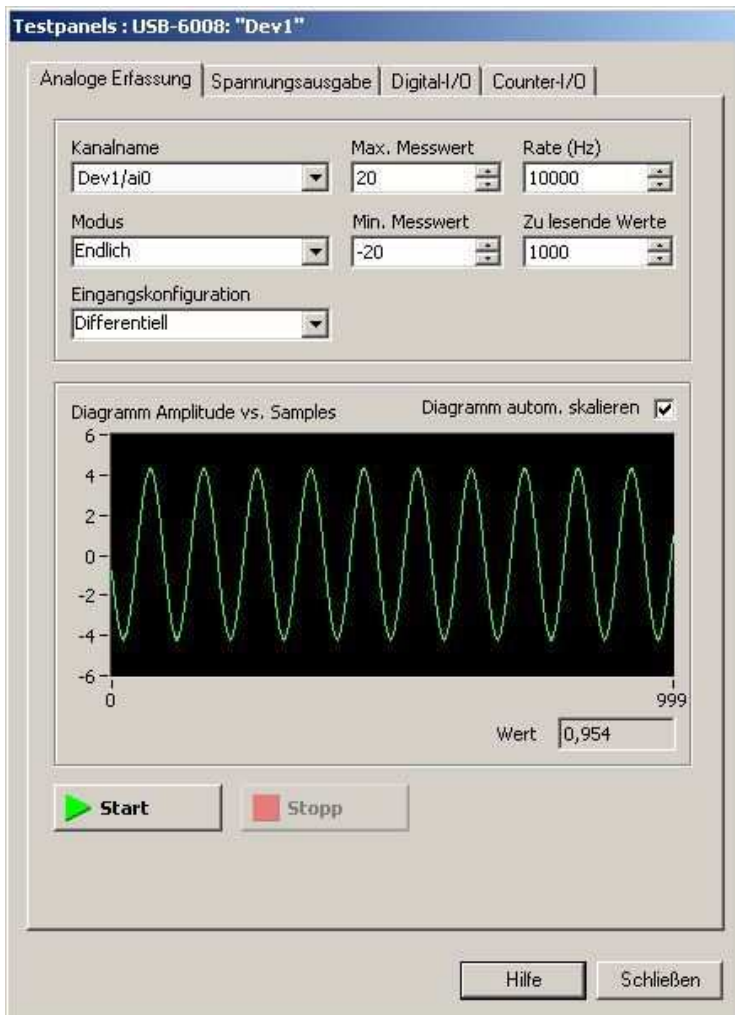 Testpanels : USB-6008: "Dev1"
Analoge Erfassung Spannungsausgabe Digital-I/O Counter-I/O
Kanalname Max. Messwert Rate (Hz)
Dev1/ai0 20 10000
Modus Min. Messwert Zu lesende Werte
Endlich -20 1000
Eingangskonfiguration
Differentiell
Diagramm Amplitude vs. Samples Diagramm autom. skalieren
6
4
2
0
-2
-4
-6
0 999
Wert 0,954
Start Stopp
Hilfe Schließen